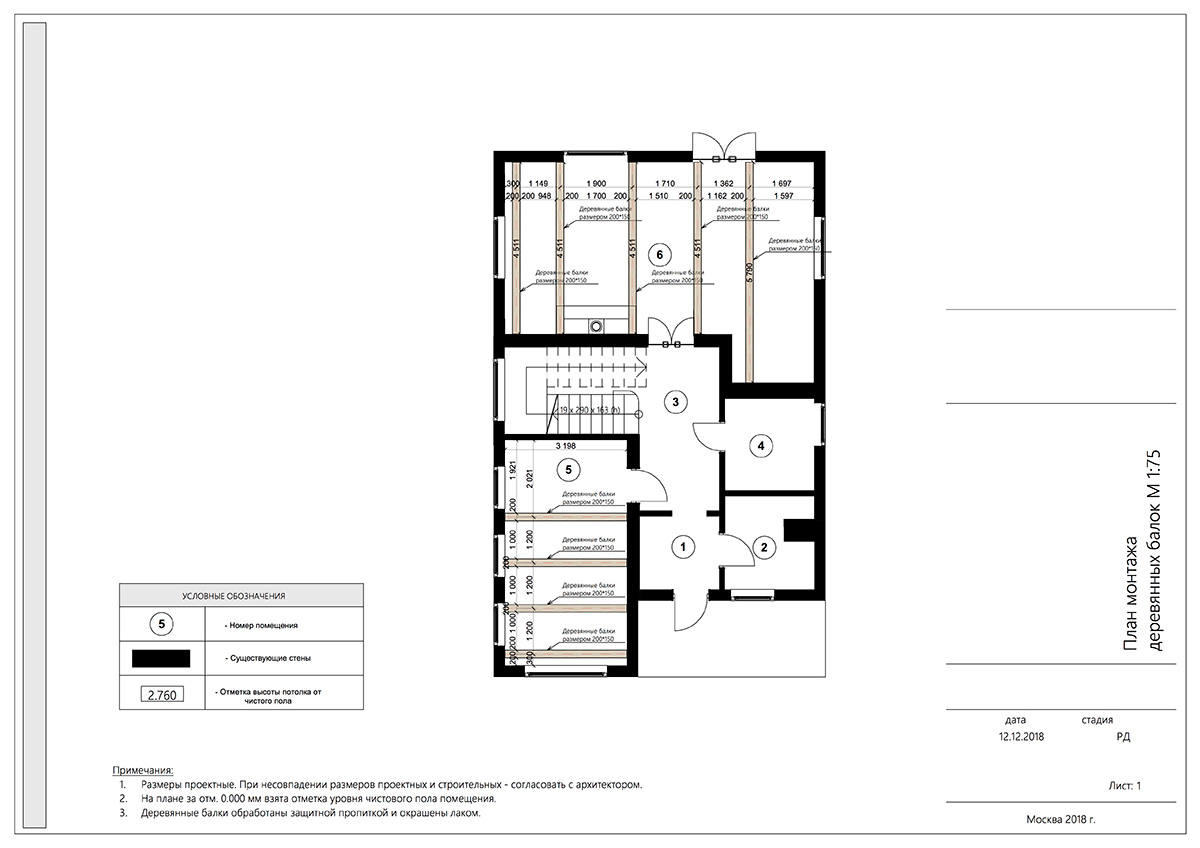 300 1 149 1 900 1 710 1 362 1 697
200 200 948 200 1 700 200 1 510 200 1 162 200 1 597
Деревянные балки
размером 200*150
Деревянные балки
размером 200*150
Деревянные балки
размером 200*150
4 511 4 511 4 511 4 511 5 790
6
Деревянные балки
размером 200*150
Деревянные балки
размером 200*150
19 x 290 x 163 (h)
3
4
3 198
5
1 921 2 021
200
Деревянные балки
размером 200*150
1 000 1 200
Деревянные балки
размером 200*150
200
1 000 1 200
Деревянные балки
размером 200*150
200
1 000 1 200
Деревянные балки
размером 200*150
200 200 300
1
2
УСЛОВНЫЕ ОБОЗНАЧЕНИЯ
5 - Номер помещения
- Существующие стены
2.760 - Отметка высоты потолка от
чистого пола
Примечания:
1. Размеры проектные. При несовпадении размеров проектных и строительных - согласовать с архитектором.
2. На плане за отм. 0.000 мм взята отметка уровня чистового пола помещения.
3. Деревянные балки обработаны защитной пропиткой и окрашены лаком.
План монтажа
деревянных балок М 1:75
дата стадия
12.12.2018 РД
Лист: 1
Москва 2018 г.